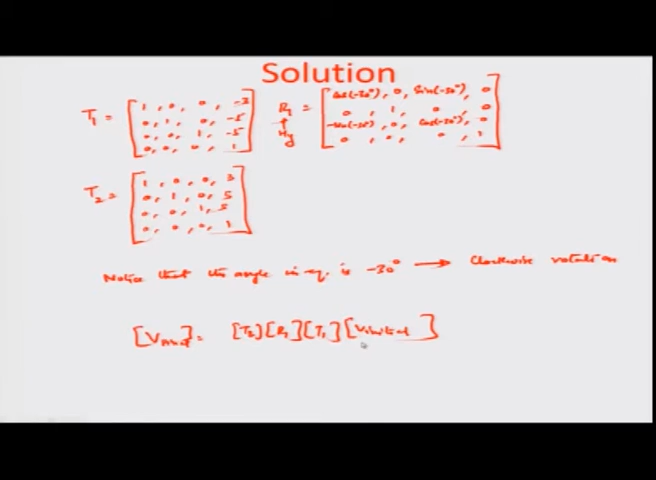 Solution
T1 = [1, 0, 0, -3
0, 1, 0, -5
0, 0, 1, -5
0, 0, 0, 1]
R1 = [cos(-30°), 0, sin(-30°), 0
0, 1, 0, 0
-sin(-30°), 0, cos(-30°), 0
0, 0, 0, 1]
↑
T2 = [1, 0, 0, 3
0, 1, 0, 5
0, 0, 1, 5
0, 0, 0, 1]
Notice that the angle in eq. is -30° → Clockwise rotation
[Vfinal] = [T2][R1][T1][Vinitial]